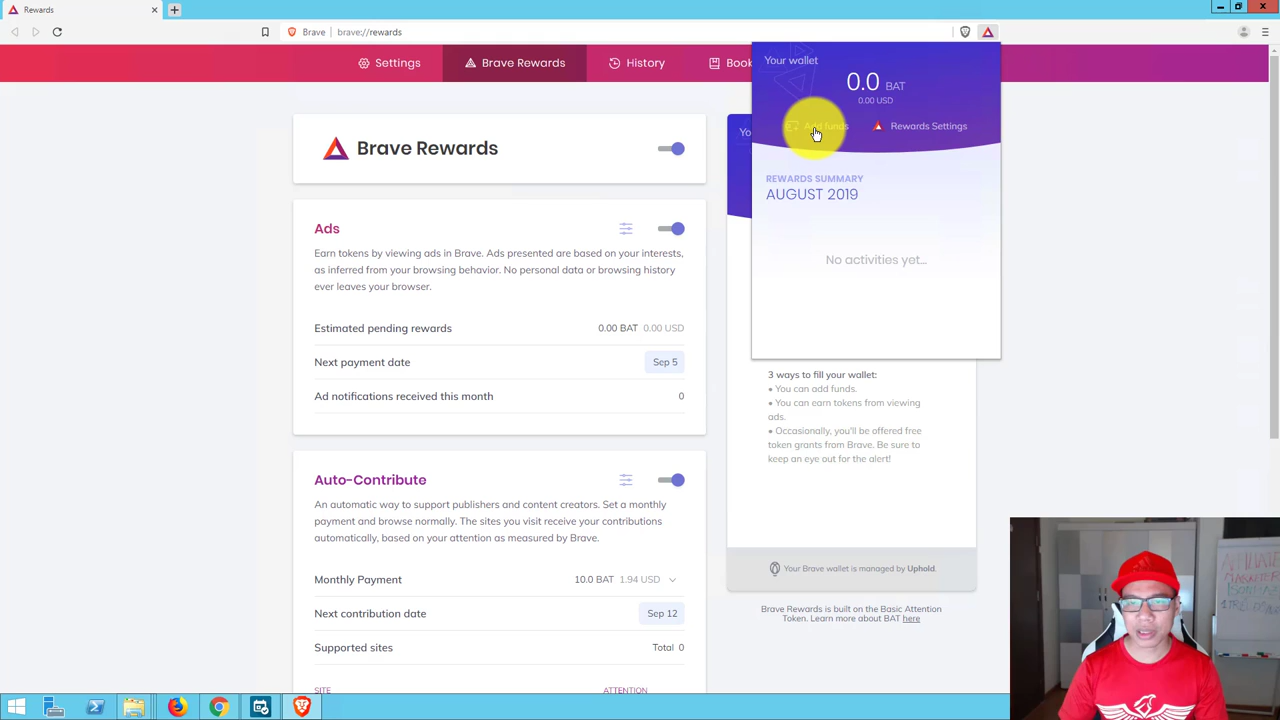 Rewards
Brave
brave://rewards
Settings
Brave Rewards
History
Book
Your wallet
0.0 BAT
0.00 USD
Add funds
Rewards Settings
REWARDS SUMMARY
AUGUST 2019
No activities yet...
Brave Rewards
Ads
Earn tokens by viewing ads in Brave. Ads presented are based on your interests,
as inferred from your browsing behavior. No personal data or browsing history
ever leaves your browser.
Estimated pending rewards 0.00 BAT 0.00 USD
Next payment date Sep 5
Ad notifications received this month 0
Auto-Contribute
An automatic way to support publishers and content creators. Set a monthly
payment and browse normally. The sites you visit receive your contributions
automatically, based on your attention as measured by Brave.
Monthly Payment 10.0 BAT 1.94 USD
Next contribution date Sep 12
Supported sites Total 0
SITE ATTENTION
Yo
3 ways to fill your wallet:
• You can add funds.
• You can earn tokens from viewing
ads.
• Occasionally, you'll be offered free
token grants from Brave. Be sure to
keep an eye out for the alert!
Your Brave wallet is managed by Uphold.
Brave Rewards is built on the Basic Attention
Token. Learn more about BAT here
AFFILIATE
MARKETER